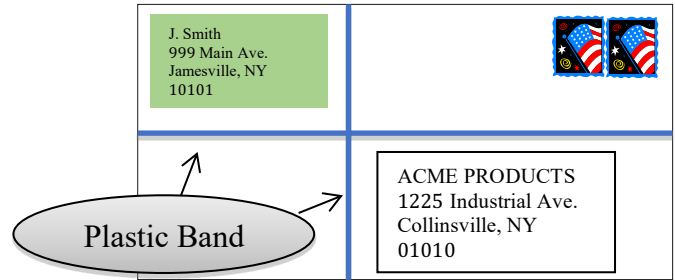 J. Smith
999 Main Ave.
Jamesville, NY
10101
ACME PRODUCTS
1225 Industrial Ave.
Collinsville, NY
01010
Plastic Band